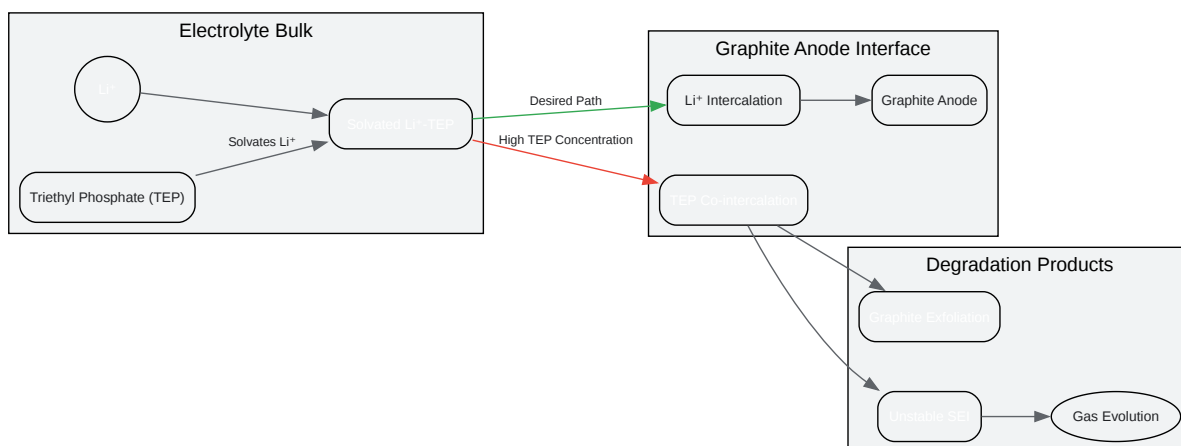 Electrolyte Bulk
Li⁺
Solvates Li⁺
Triethyl Phosphate (TEP)
Solvated Li⁺-TEP
Desired Path
High TEP Concentration
Graphite Anode Interface
Li⁺ Intercalation
Graphite Anode
TEP Co-intercalation
Degradation Products
Graphite Exfoliation
Unstable SEI
Gas Evolution